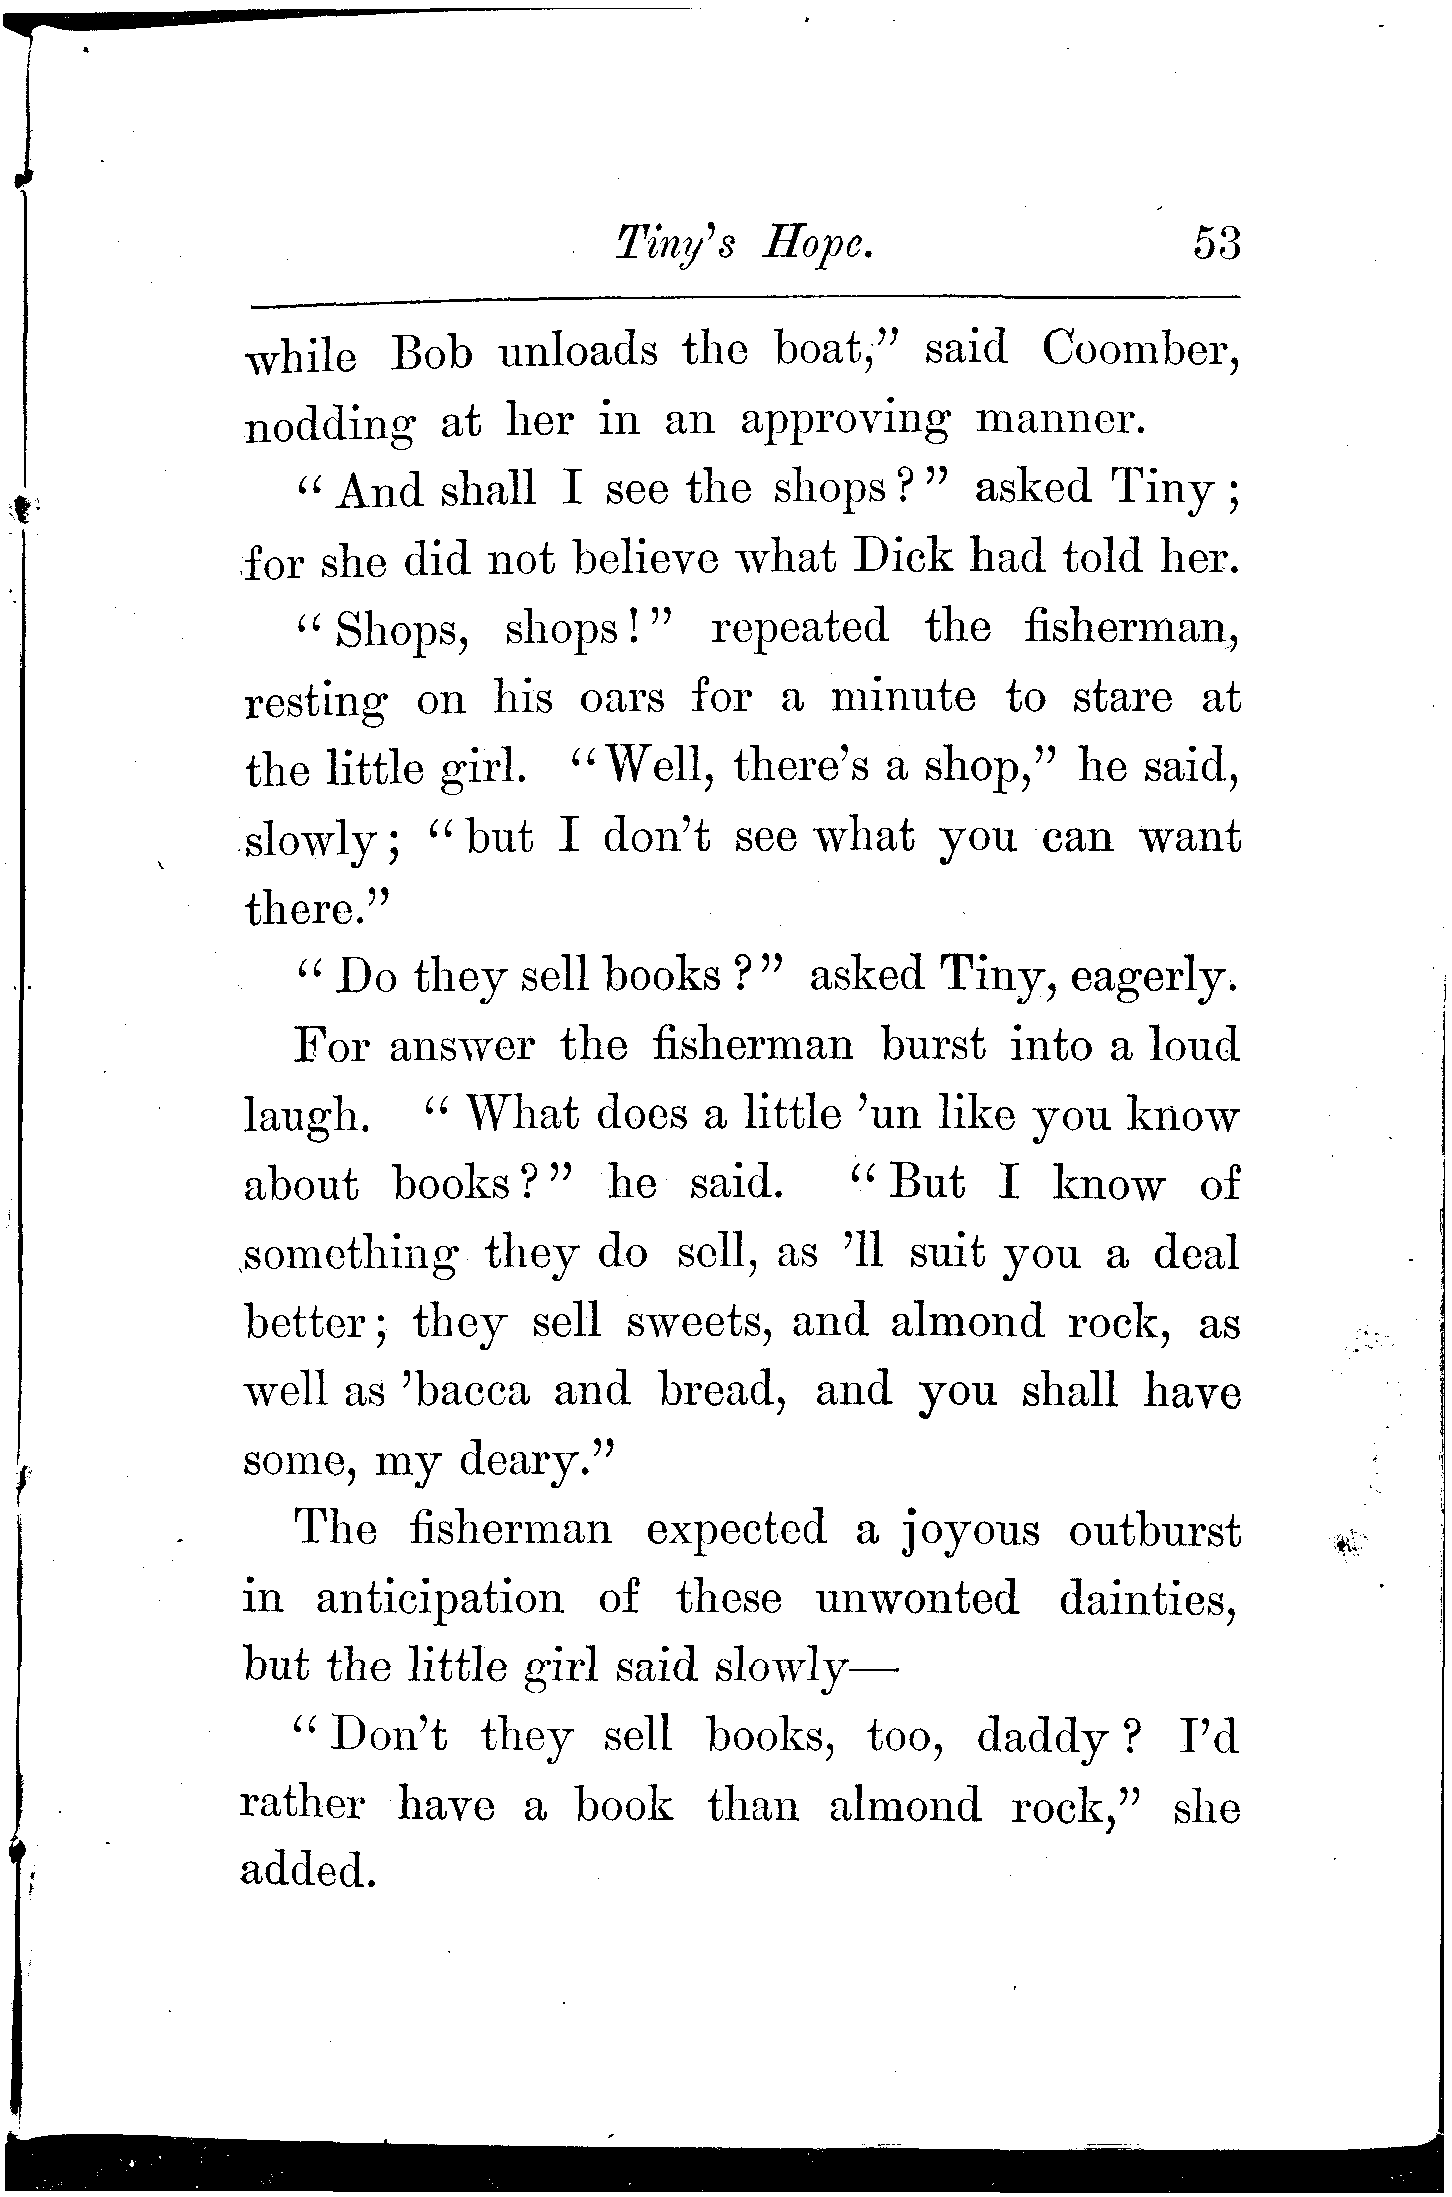 Tiny's Hope. 53
while Bob unloads the boat," said Coomber,
nodding at her in an approving manner.
"And shall I see the shops?" asked Tiny;
for she did not believe what Dick had told her.
"Shops, shops!" repeated the fisherman,
resting on his oars for a minute to stare at
the little girl. "Well, there's a shop," he said,
slowly; "but I don't see what you can want
there."
"Do they sell books?" asked Tiny, eagerly.
For answer the fisherman burst into a loud
laugh. "What does a little 'un like you know
about books?" he said. "But I know of
something they do sell, as 'll suit you a deal
better; they sell sweets, and almond rock, as
well as 'bacca and bread, and you shall have
some, my deary."
The fisherman expected a joyous outburst
in anticipation of these unwonted dainties,
but the little girl said slowly—
"Don't they sell books, too, daddy? I'd
rather have a book than almond rock," she
added.